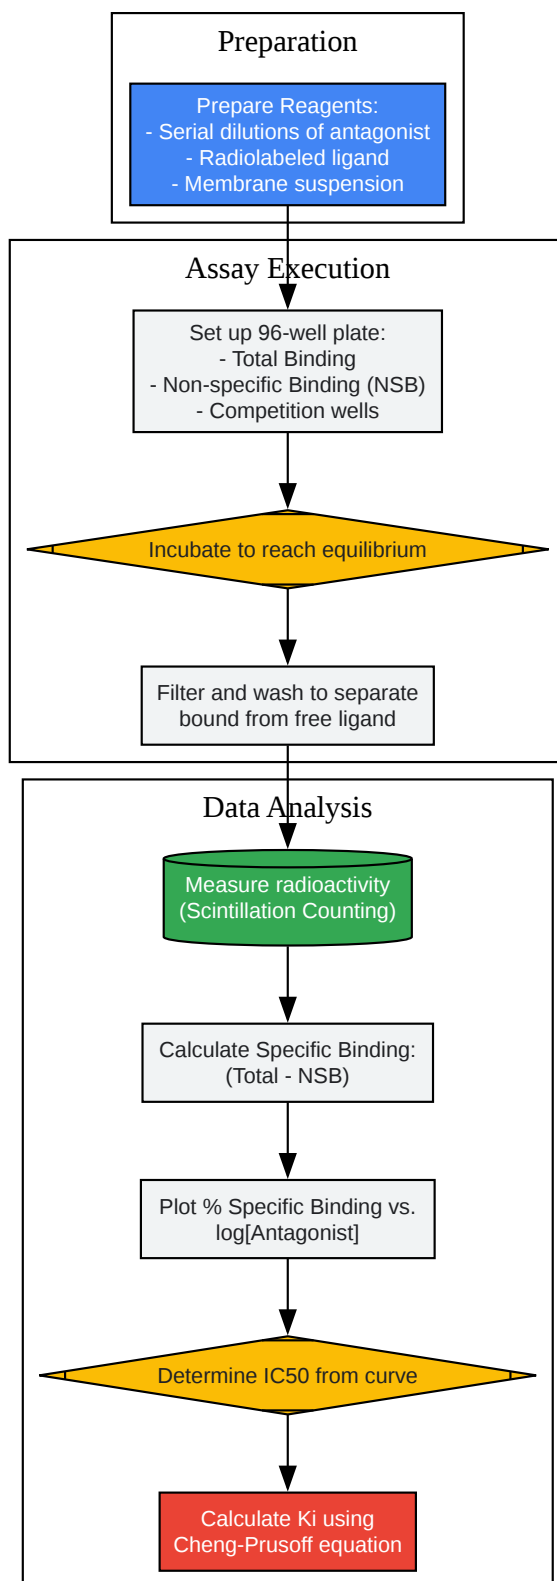 Preparation
Prepare Reagents:
- Serial dilutions of antagonist
- Radiolabeled ligand
- Membrane suspension
Assay Execution
Set up 96-well plate:
- Total Binding
- Non-specific Binding (NSB)
- Competition wells
Incubate to reach equilibrium
Filter and wash to separate
bound from free ligand
Data Analysis
Measure radioactivity
(Scintillation Counting)
Calculate Specific Binding:
(Total - NSB)
Plot % Specific Binding vs.
log[Antagonist]
Determine IC50 from curve
Calculate Ki using
Cheng-Prusoff equation